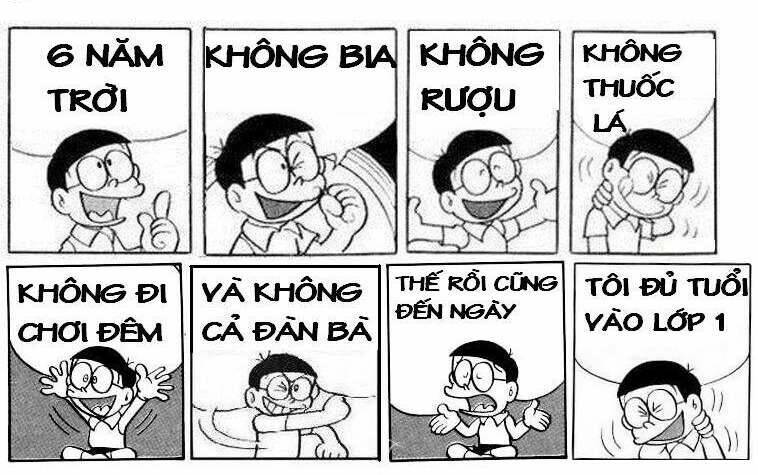 6 NĂM
TRỜI
KHÔNG BIA
KHÔNG
RƯỢU
KHÔNG
THUỐC
LÁ
KHÔNG ĐI
CHƠI ĐÊM
VÀ KHÔNG
CẢ ĐÀN BÀ
THẾ RỒI CŨNG
ĐẾN NGÀY
TÔI ĐỦ TUỔI
VÀO LỚP 1